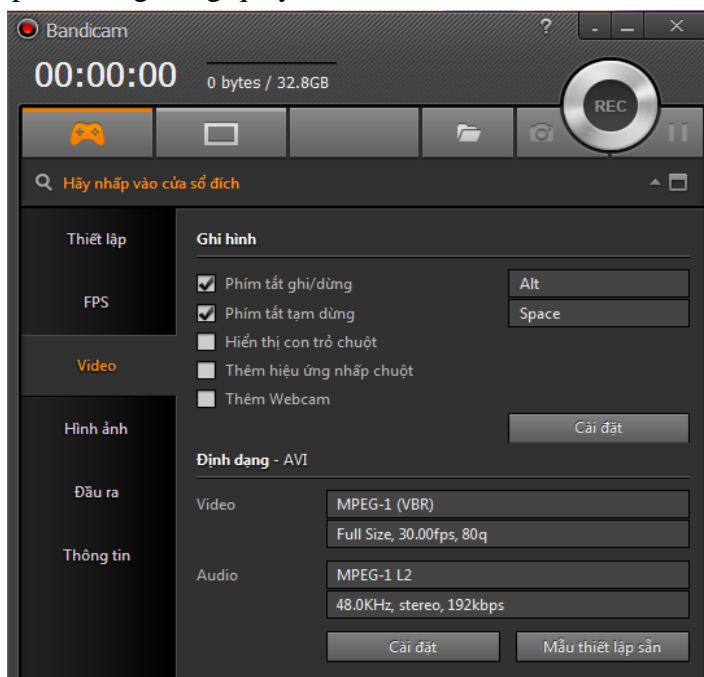 Bandicam ? - — ×
00:00:00 0 bytes / 32.8GB
REC
Hãy nhấp vào cửa sổ đích
Thiết lập
FPS
Video
Hình ảnh
Đầu ra
Thông tin
Ghi hình
Phím tắt ghi/dừng Alt
Phím tắt tạm dừng Space
Hiển thị con trỏ chuột
Thêm hiệu ứng nhấp chuột
Thêm Webcam
Cài đặt
Định dạng - AVI
Video MPEG-1 (VBR)
Full Size, 30.00fps, 80q
Audio MPEG-1 L2
48.0KHz, stereo, 192kbps
Cài đặt Mẫu thiết lập sẵn